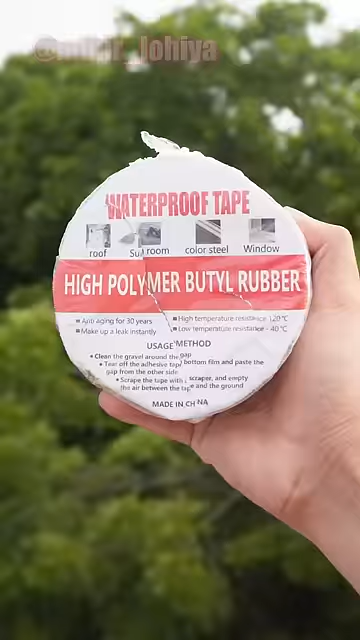 WATERPROOF TAPE
roof Su room color steel Window
HIGH POLYMER BUTYL RUBBER
▪ Anti aging for 30 years ▪ High temperature resistance 120℃
▪ Make up a leak instantly ▪ Low temperature resistance - 40℃
USAGE METHOD
• Clean the gravel around the gap
• Tear off the adhesive tape bottom film and paste the
gap from the other side
• Scrape the tape with scraper, and empty
the air between the tape and the ground
MADE IN CHINA